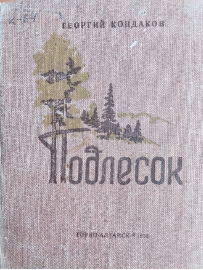 ГЕОРГИЙ КОНДАКОВ
Подлесок
ГОРНО-АЛТАЙСК